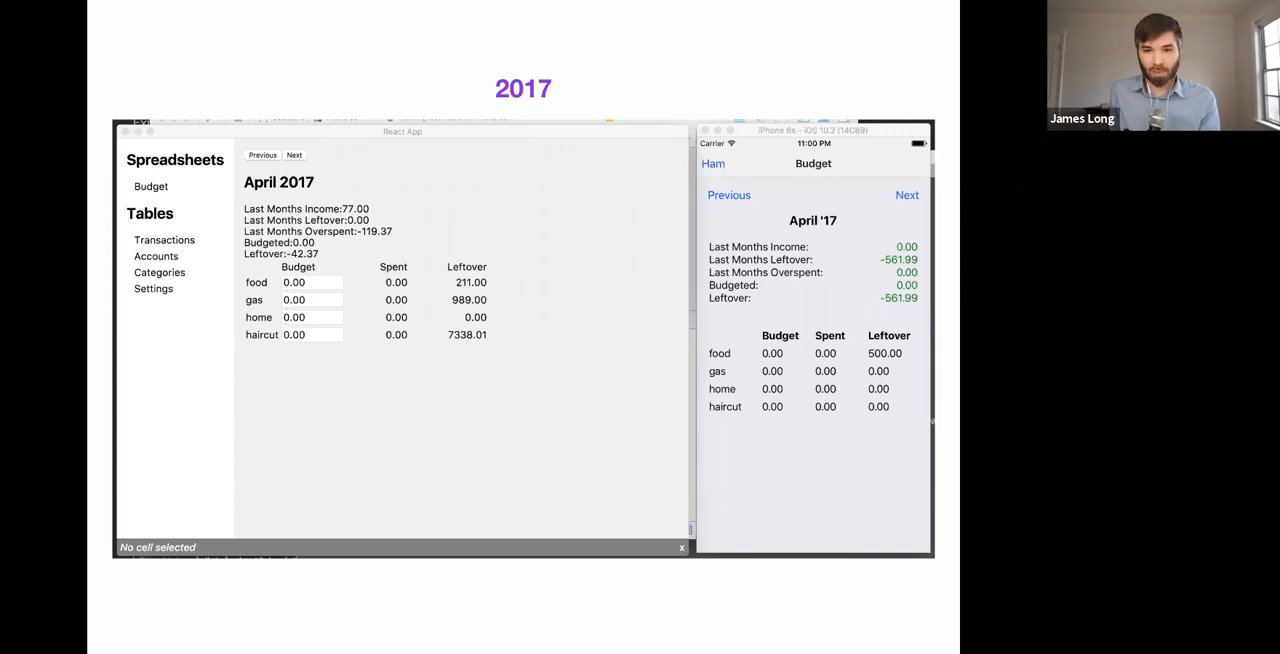 2017
React App
Spreadsheets
Budget
Tables
Transactions
Accounts
Categories
Settings
Previous Next
April 2017
Last Months Income:77.00
Last Months Leftover:0.00
Last Months Overspent:-119.37
Budgeted:0.00
Leftover:-42.37
Budget Spent Leftover
food 0.00 0.00 211.00
gas 0.00 0.00 989.00
home 0.00 0.00 0.00
haircut 0.00 0.00 7338.01
No cell selected x
iPhone 6s – iOS 10.2 (14C89)
Carrier 11:00 PM
Ham Budget
Previous Next
April '17
Last Months Income: 0.00
Last Months Leftover: -561.99
Last Months Overspent: 0.00
Budgeted: 0.00
Leftover: -561.99
Budget Spent Leftover
food 0.00 0.00 500.00
gas 0.00 0.00 0.00
home 0.00 0.00 0.00
haircut 0.00 0.00 0.00
James Long